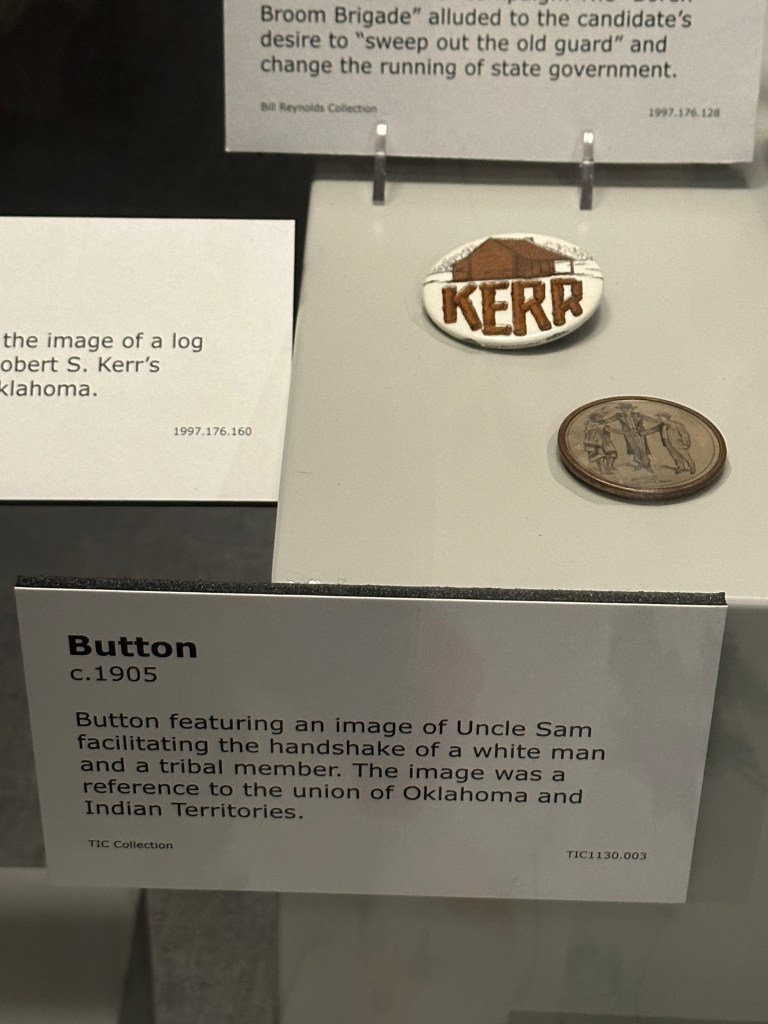 Broom Brigade" alluded to the candidate's
desire to "sweep out the old guard" and
change the running of state government.
Bill Reynolds Collection
1997.176.128
KERR
the image of a log
obert S. Kerr's
klahoma.
1997.176.160
Button
c.1905
Button featuring an image of Uncle Sam
facilitating the handshake of a white man
and a tribal member. The image was a
reference to the union of Oklahoma and
Indian Territories.
TIC Collection
TIC1130.003